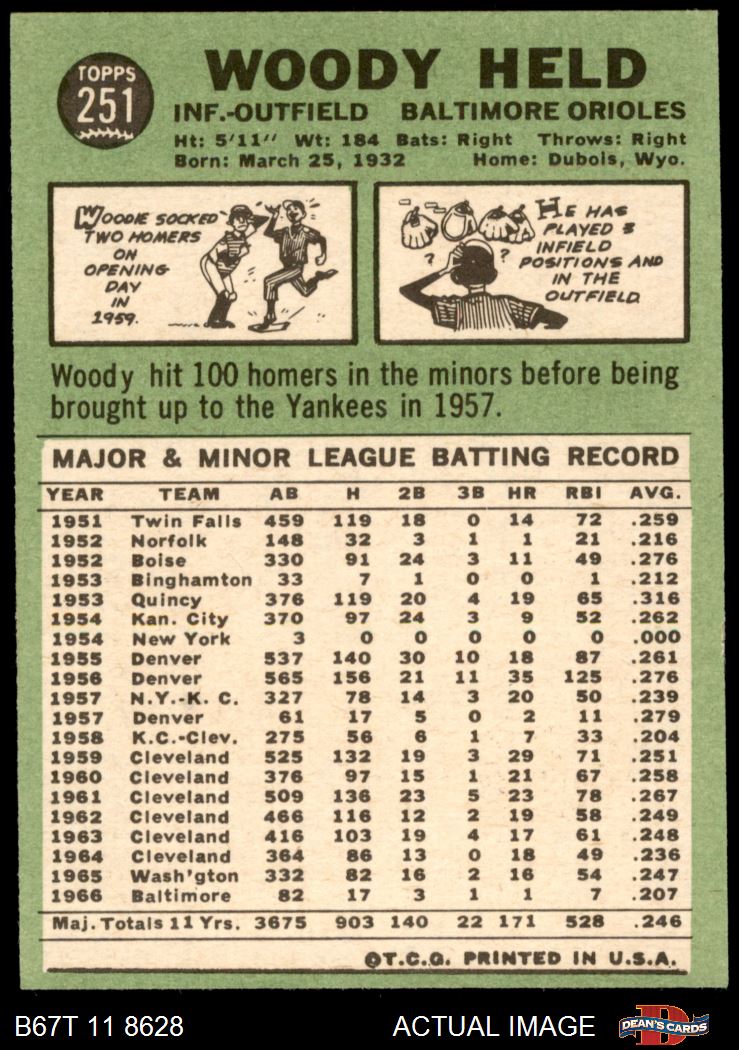 TOPPS
251
WOODY HELD
INF.-OUTFIELD BALTIMORE ORIOLES
Ht: 5'11" Wt: 184 Bats: Right Throws: Right
Born: March 25, 1932 Home: Dubois, Wyo.
WOODIE SOCKED
TWO HOMERS
ON
OPENING
DAY
IN
1959.
HE HAS
PLAYED 3
INFIELD
POSITIONS AND
IN THE
OUTFIELD.
? ?
Woody hit 100 homers in the minors before being
brought up to the Yankees in 1957.
MAJOR & MINOR LEAGUE BATTING RECORD
YEAR TEAM AB H 2B 3B HR RBI AVG.
1951 Twin Falls 459 119 18 0 14 72 .259
1952 Norfolk 148 32 3 1 1 21 .216
1952 Boise 330 91 24 3 11 49 .276
1953 Binghamton 33 7 1 0 0 1 .212
1953 Quincy 376 119 20 4 19 65 .316
1954 Kan. City 370 97 24 3 9 52 .262
1954 New York 3 0 0 0 0 0 .000
1955 Denver 537 140 30 10 18 87 .261
1956 Denver 565 156 21 11 35 125 .276
1957 N.Y.-K. C. 327 78 14 3 20 50 .239
1957 Denver 61 17 5 0 2 11 .279
1958 K.C.-Clev. 275 56 6 1 7 33 .204
1959 Cleveland 525 132 19 3 29 71 .251
1960 Cleveland 376 97 15 1 21 67 .258
1961 Cleveland 509 136 23 5 23 78 .267
1962 Cleveland 466 116 12 2 19 58 .249
1963 Cleveland 416 103 19 4 17 61 .248
1964 Cleveland 364 86 13 0 18 49 .236
1965 Wash'gton 332 82 16 2 16 54 .247
1966 Baltimore 82 17 3 1 1 7 .207
Maj. Totals 11 Yrs. 3675 903 140 22 171 528 .246
©T.C.G. PRINTED IN U.S.A.
B67T 11 8628 ACTUAL IMAGE
D
DEAN'S CARDS